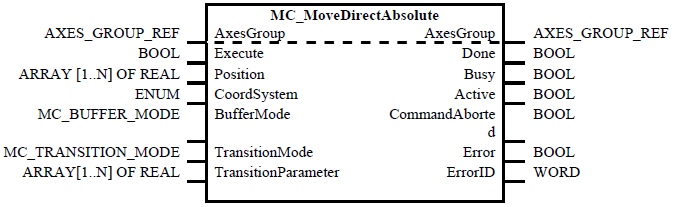 MC_MoveDirectAbsolute
AXES_GROUP_REF AxesGroup AxesGroup AXES_GROUP_REF
BOOL Execute Done BOOL
ARRAY [1..N] OF REAL Position Busy BOOL
ENUM CoordSystem Active BOOL
MC_BUFFER_MODE BufferMode CommandAborte BOOL
d
MC_TRANSITION_MODE TransitionMode Error BOOL
ARRAY[1..N] OF REAL TransitionParameter ErrorID WORD